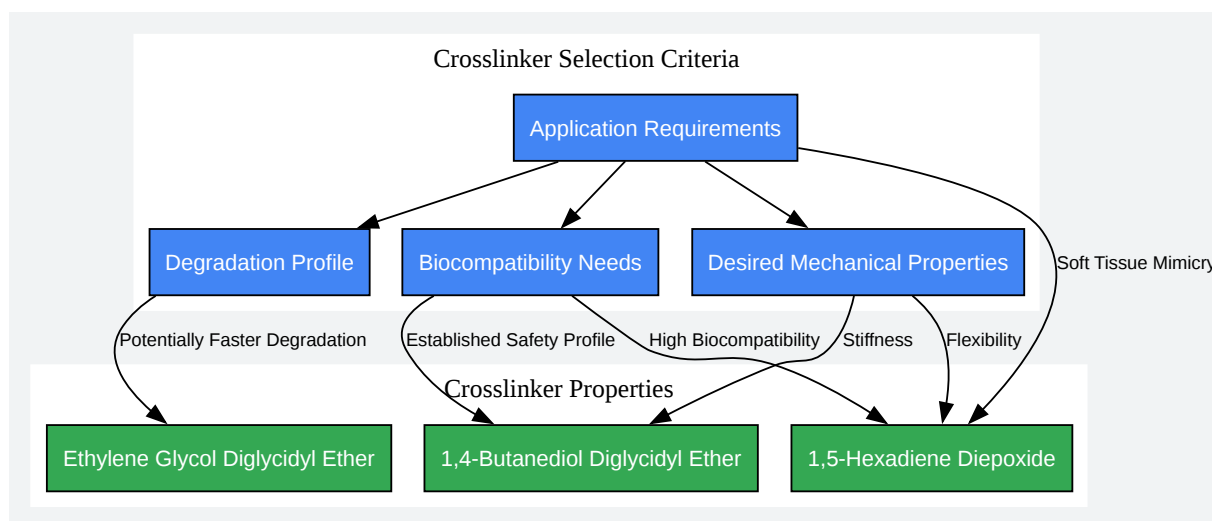 Crosslinker Selection Criteria
Application Requirements
Degradation Profile
Biocompatibility Needs
Desired Mechanical Properties
Soft Tissue Mimicry
Potentially Faster Degradation
Established Safety Profile
High Biocompatibility
Stiffness
Flexibility
Crosslinker Properties
Ethylene Glycol Diglycidyl Ether
1,4-Butanediol Diglycidyl Ether
1,5-Hexadiene Diepoxide